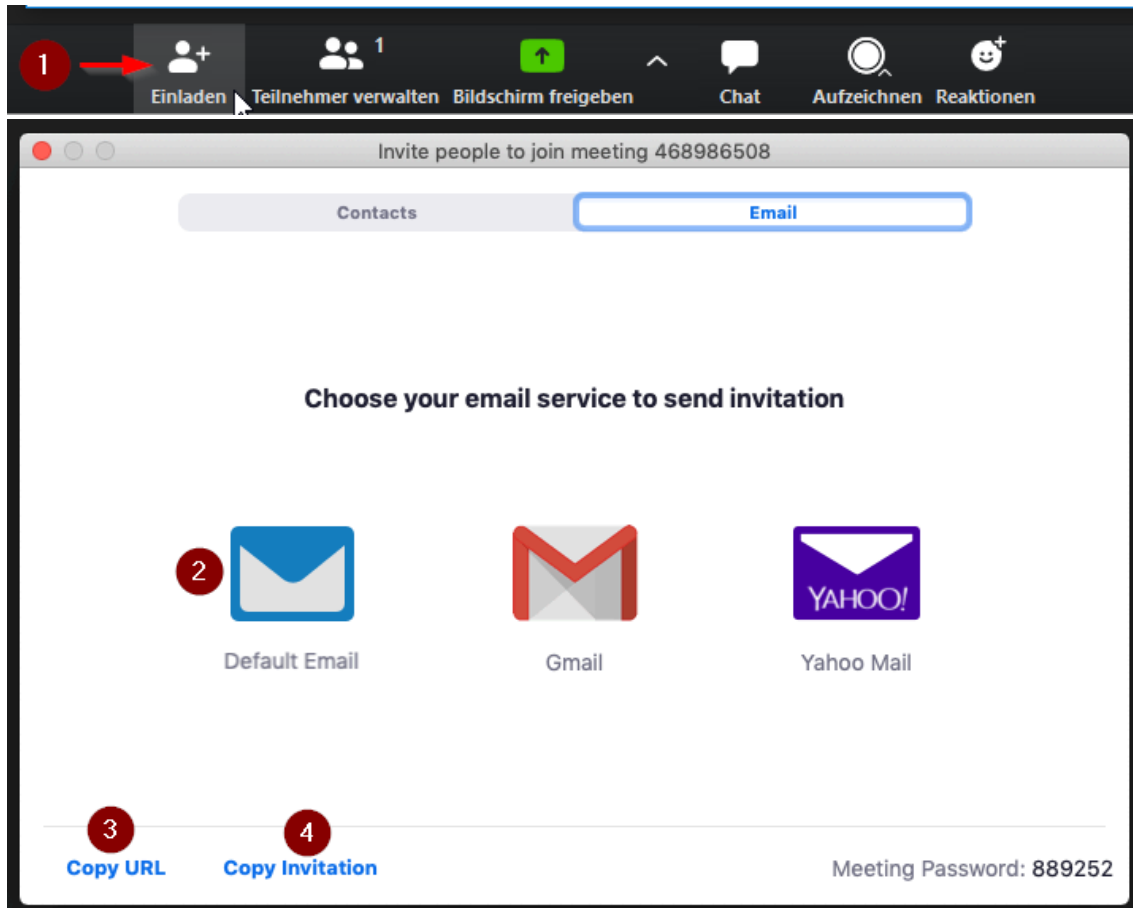 1
1
Einladen Teilnehmer verwalten Bildschirm freigeben Chat Aufzeichnen Reaktionen
Invite people to join meeting 468986508
Contacts Email
Choose your email service to send invitation
2
YAHOO!
Default Email Gmail Yahoo Mail
3 4
Copy URL Copy Invitation Meeting Password: 889252